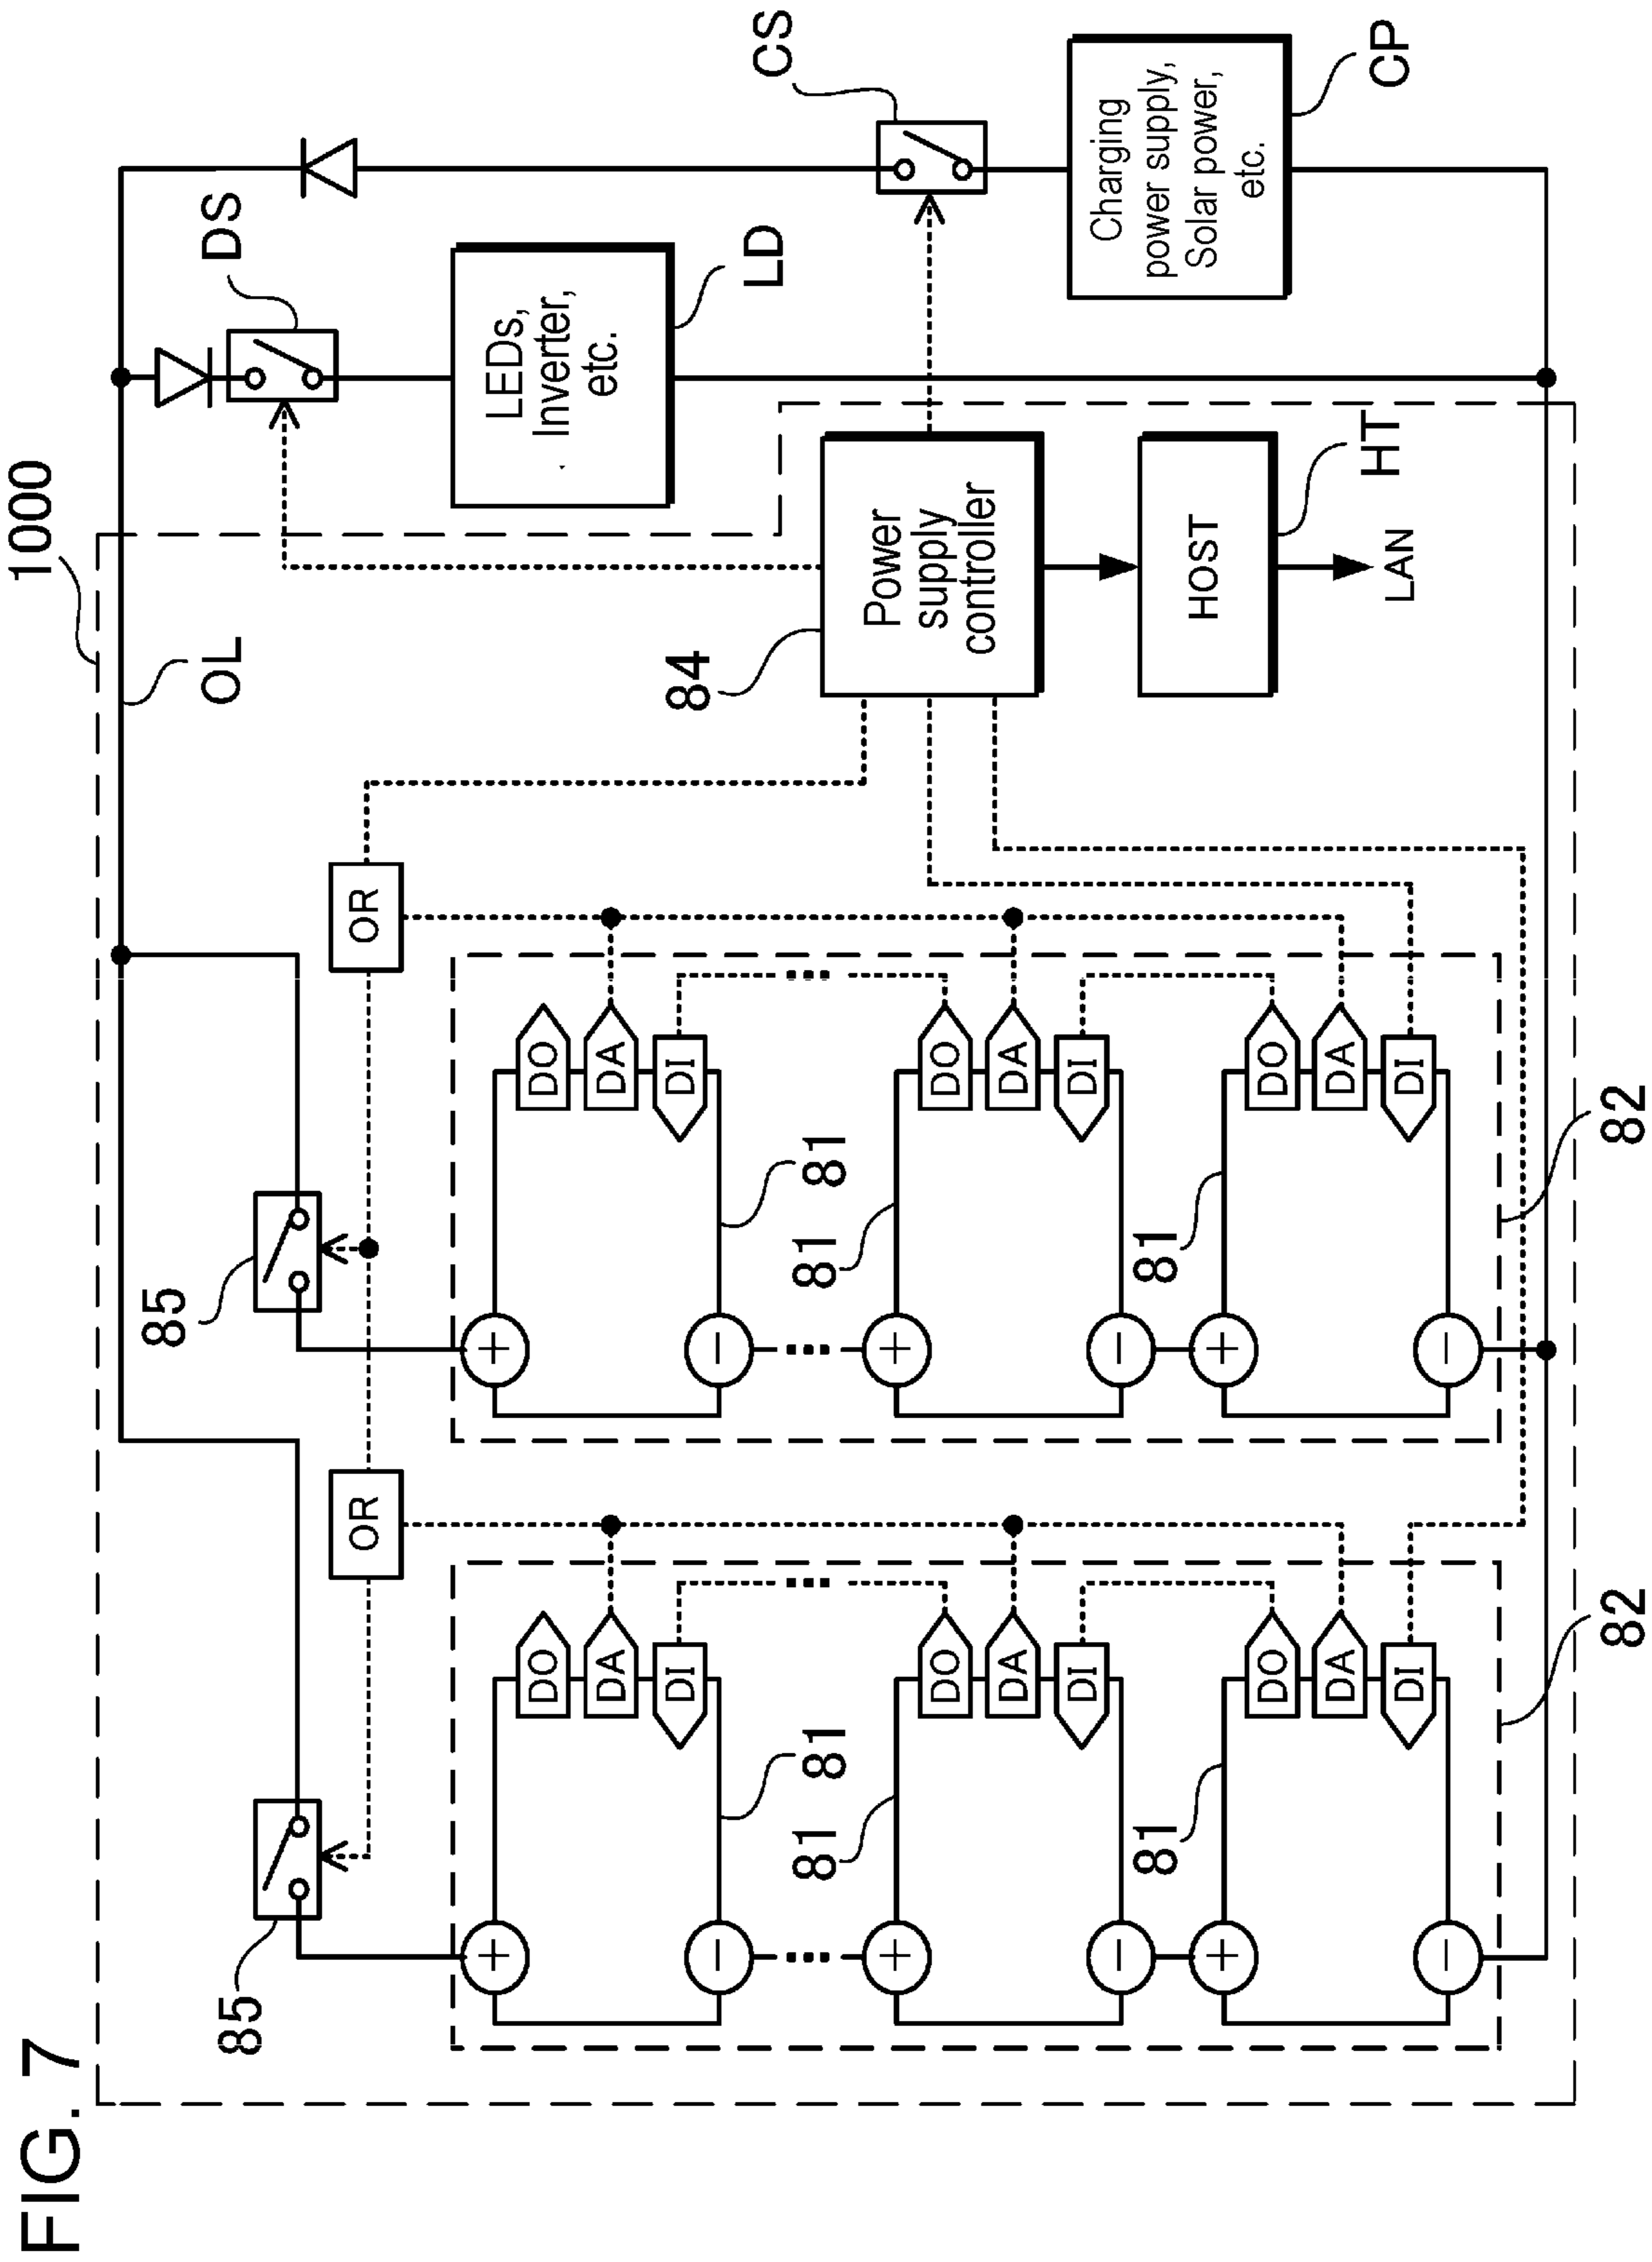 FIG. 7
1000
OL
DS
CS
85
85
OR
OR
LEDs,
Inverter,
etc.
LD
Charging
power supply,
Solar power,
etc.
CP
84
Power
supply
controller
HOST
HT
LAN
DO
DA
DI
81
DO
DA
DI
81
DO
DA
DI
81
82
DO
DA
DI
81
DO
DA
DI
81
DO
DA
DI
81
82
+
−
+
−
+
−
+
−
+
−
+
−